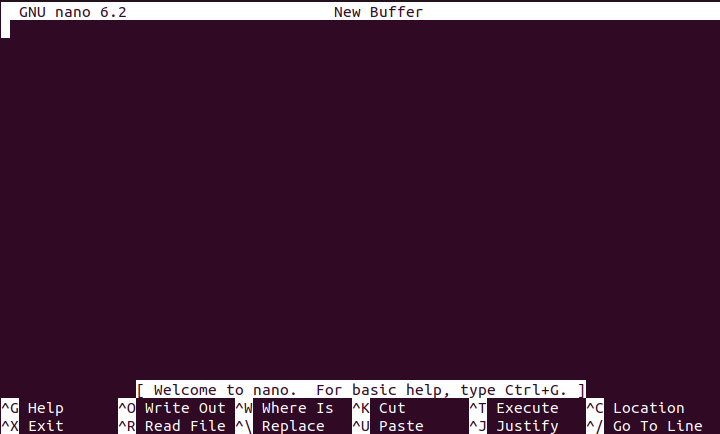 GNU nano 6.2 New Buffer
[ Welcome to nano.  For basic help, type Ctrl+G. ]
^G Help ^O Write Out ^W Where Is ^K Cut ^T Execute ^C Location
^X Exit ^R Read File ^\ Replace ^U Paste ^J Justify ^/ Go To Line